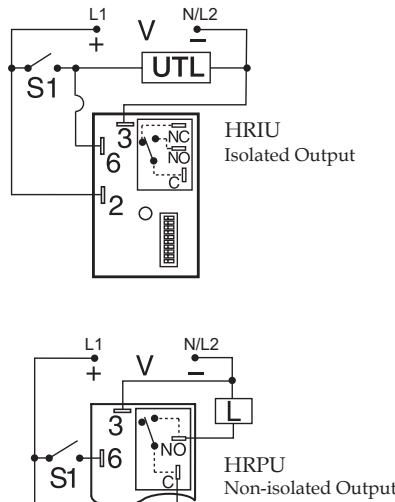 L1 V N/L2
+ −
S1 UTL
3 NC
6 NO
C
2
HRIU
Isolated Output
L1 V N/L2
+ −
L
3
NO
6
S1 C
HRPU
Non-isolated Output